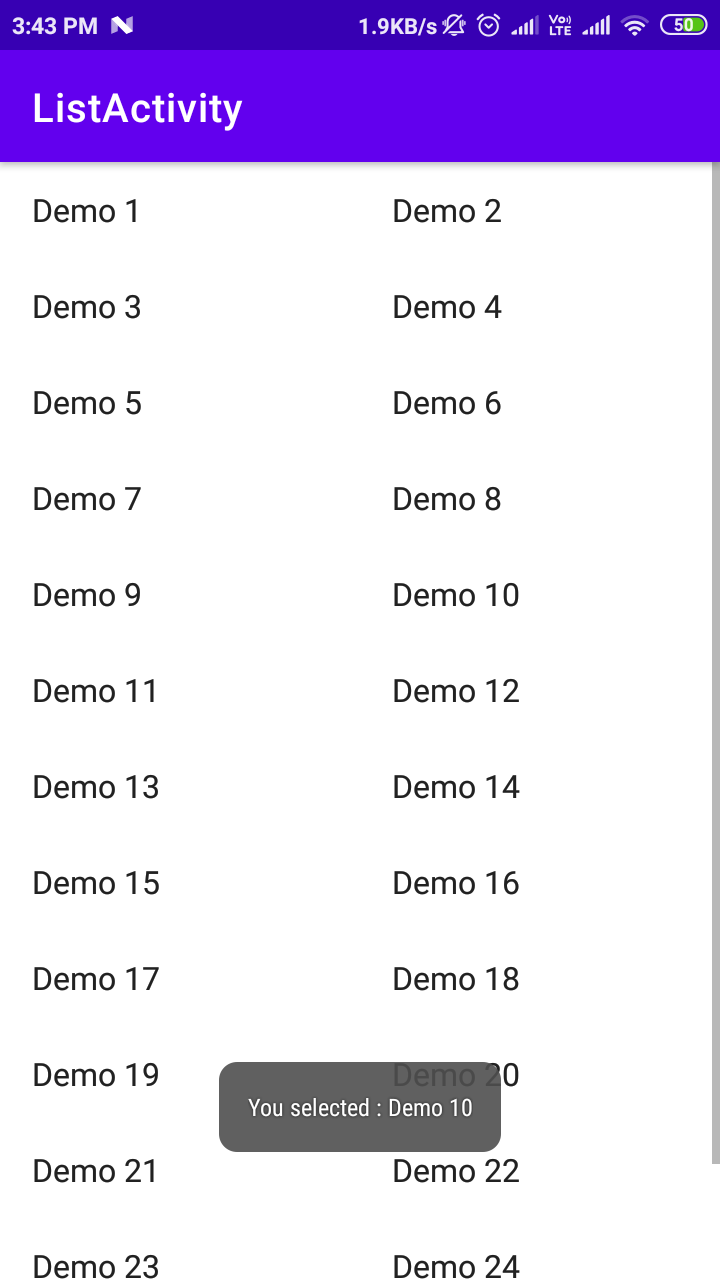 3:43 PM 1.9KB/s Vo) LTE 50
ListActivity
Demo 1 Demo 2
Demo 3 Demo 4
Demo 5 Demo 6
Demo 7 Demo 8
Demo 9 Demo 10
Demo 11 Demo 12
Demo 13 Demo 14
Demo 15 Demo 16
Demo 17 Demo 18
Demo 19 Demo 20
You selected : Demo 10
Demo 21 Demo 22
Demo 23 Demo 24